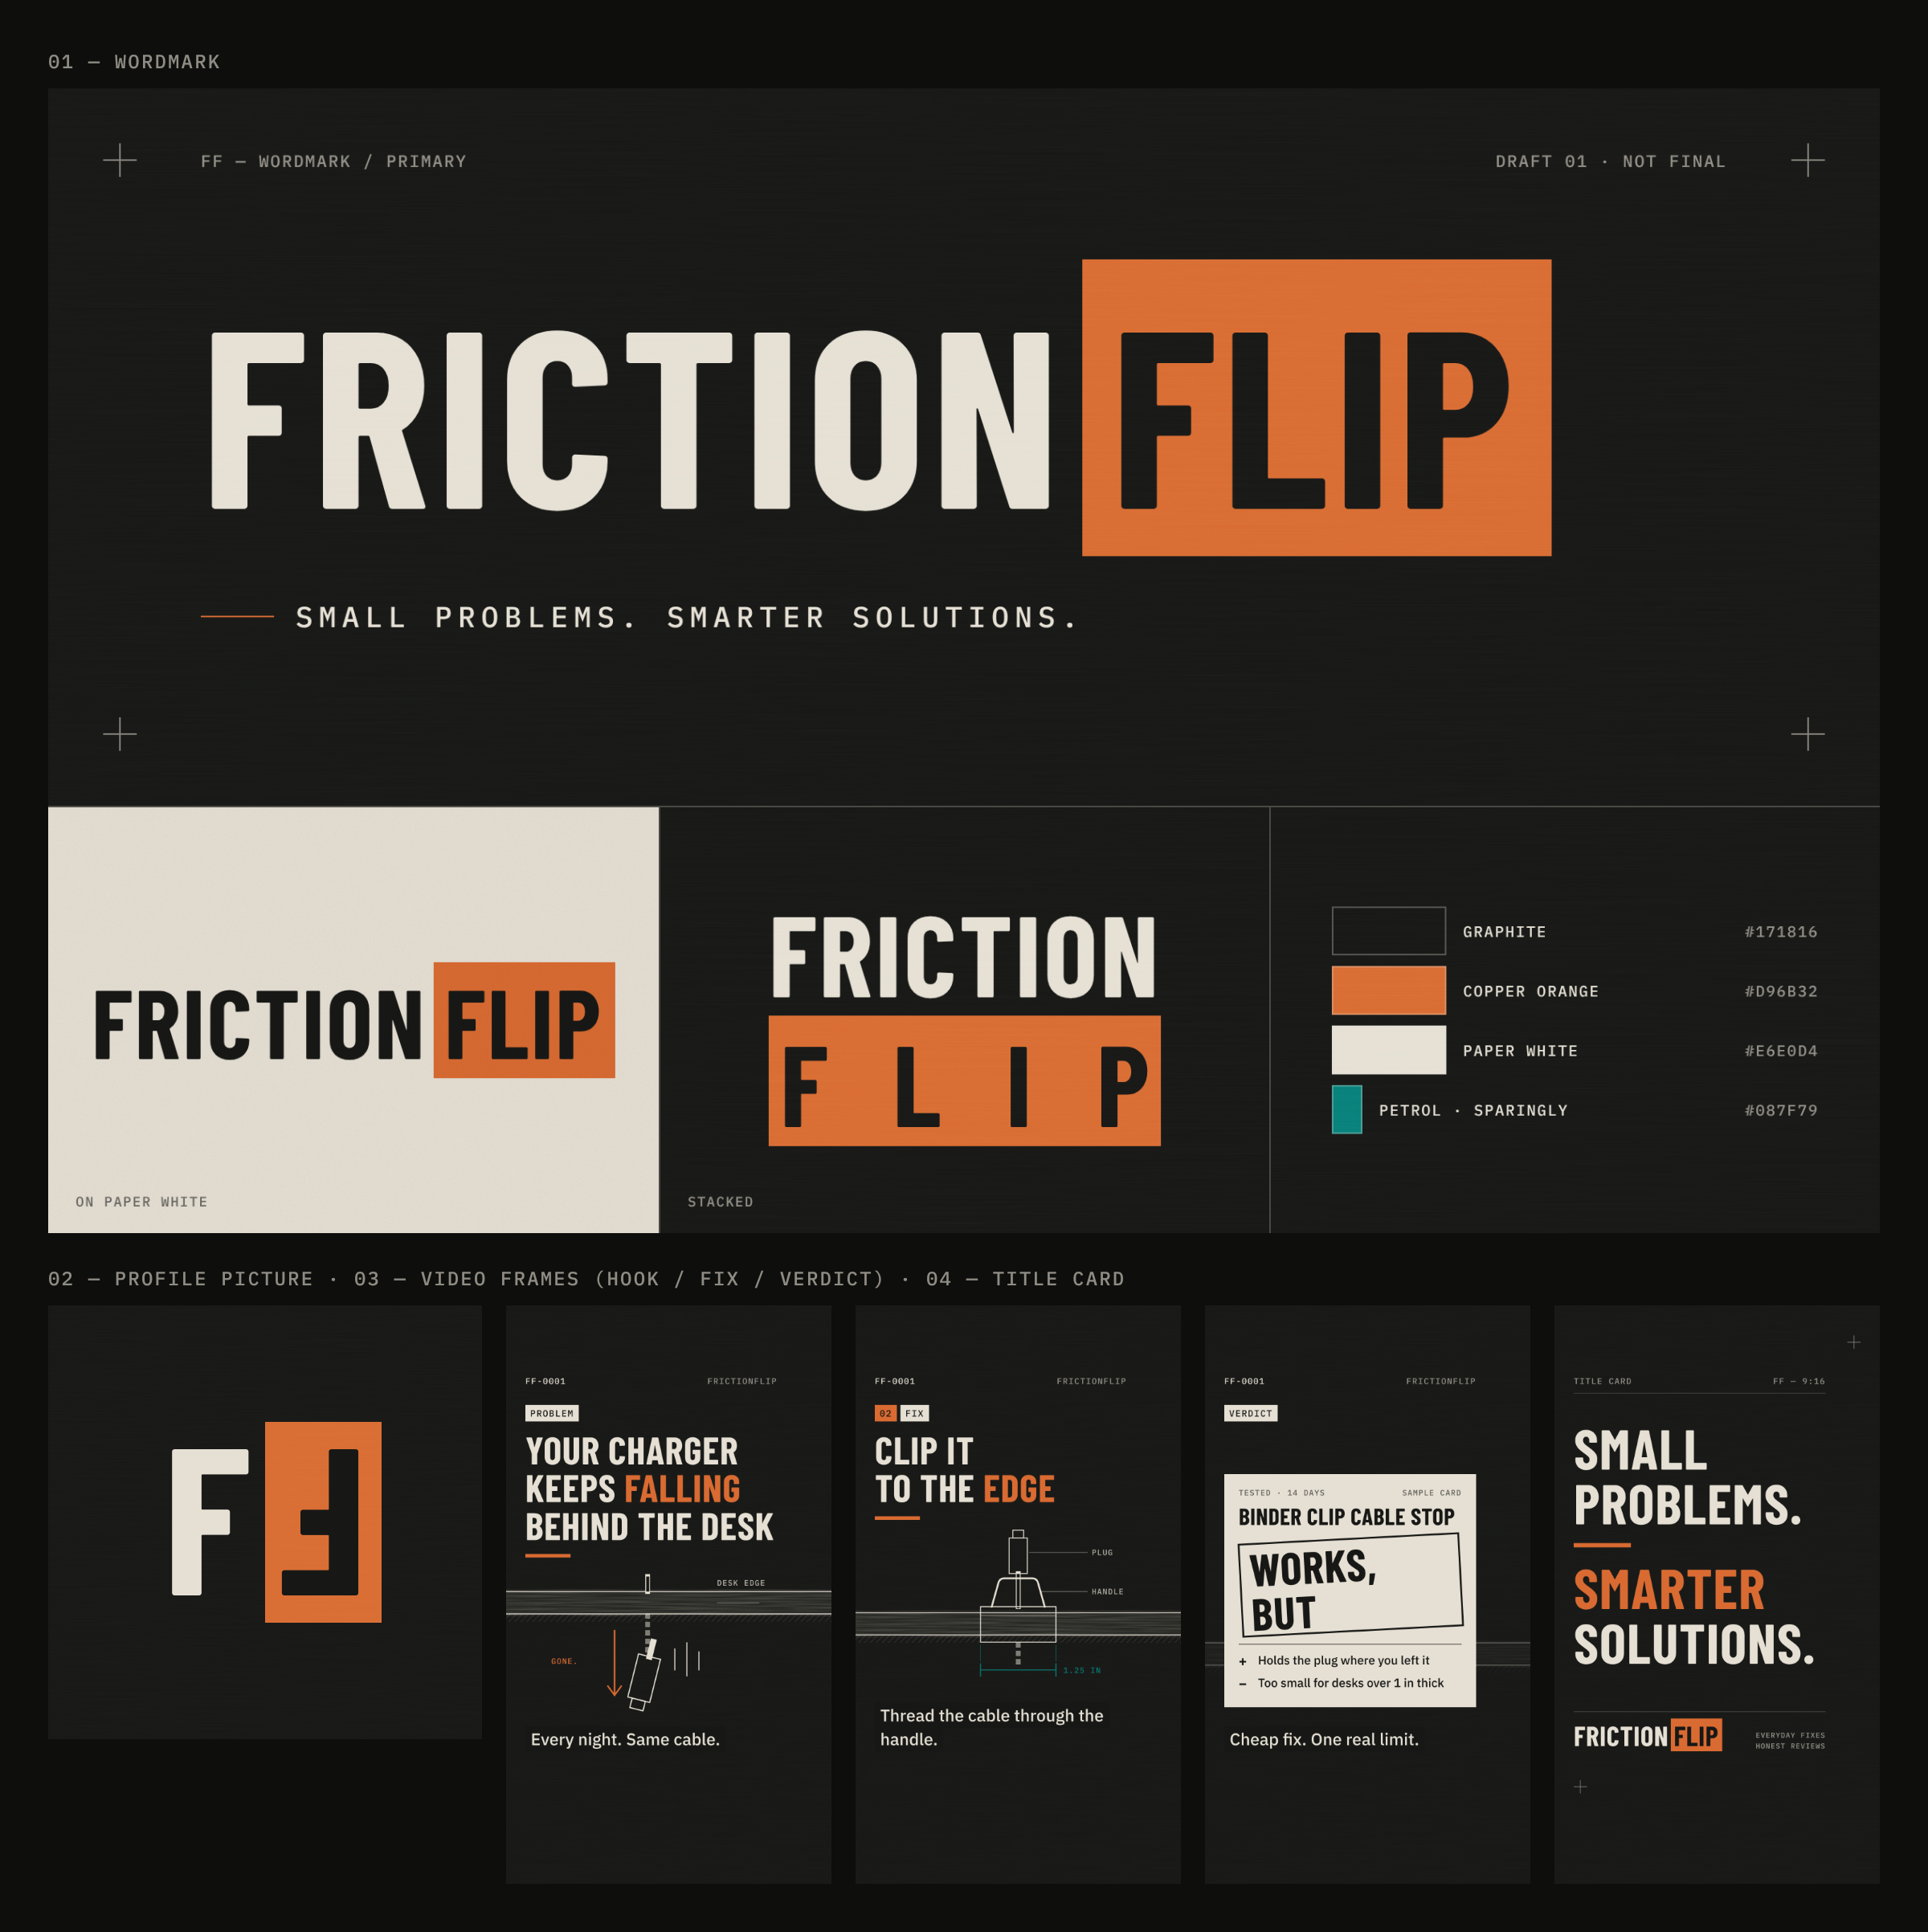 01 — WORDMARK
FF — WORDMARK / PRIMARY
DRAFT 01 · NOT FINAL
FRICTION FLIP
SMALL PROBLEMS. SMARTER SOLUTIONS.
FRICTION FLIP
ON PAPER WHITE
FRICTION
FLIP
STACKED
GRAPHITE #171816
COPPER ORANGE #D96B32
PAPER WHITE #E6E0D4
PETROL · SPARINGLY #087F79
02 — PROFILE PICTURE · 03 — VIDEO FRAMES (HOOK / FIX / VERDICT) · 04 — TITLE CARD
F F
FF-0001 FRICTIONFLIP
PROBLEM
YOUR CHARGER
KEEPS FALLING
BEHIND THE DESK
DESK EDGE
GONE.
Every night. Same cable.
FF-0001 FRICTIONFLIP
02 FIX
CLIP IT
TO THE EDGE
PLUG
HANDLE
1.25 IN
Thread the cable through the
handle.
FF-0001 FRICTIONFLIP
VERDICT
TESTED · 14 DAYS SAMPLE CARD
BINDER CLIP CABLE STOP
WORKS,
BUT
+ Holds the plug where you left it
– Too small for desks over 1 in thick
Cheap fix. One real limit.
TITLE CARD FF — 9:16
SMALL
PROBLEMS.
SMARTER
SOLUTIONS.
FRICTION FLIP
EVERYDAY FIXES
HONEST REVIEWS